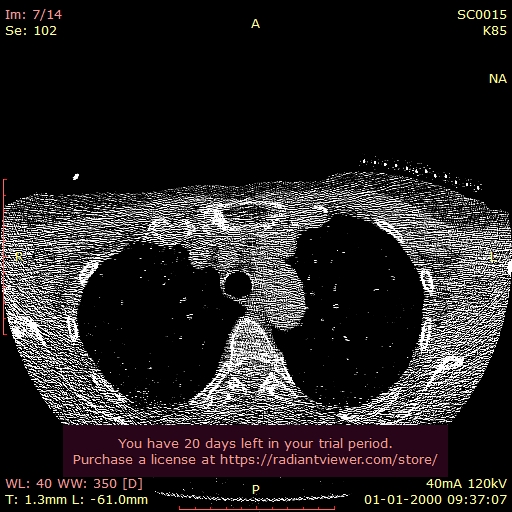 Im: 7/14
Se: 102
A
SC0015
K85
NA
R
L
You have 20 days left in your trial period.
Purchase a license at https://radiantviewer.com/store/
WL: 40 WW: 350 [D]
T: 1.3mm L: -61.0mm
P
40mA 120kV
01-01-2000 09:37:07